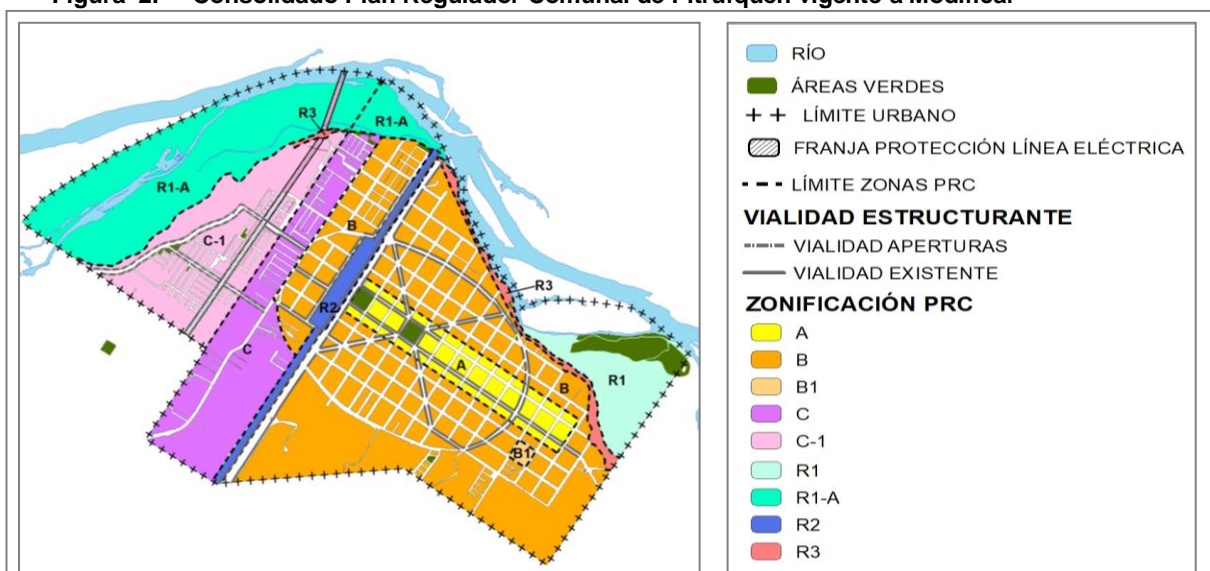 Figura 2. Consolidado Plan Regulador Comunal de Pitrufquén vigente a Modificar
R3
R1-A
R1-A
B
C-1
R3
R2
C
A
B
R1
B1
RÍO
ÁREAS VERDES
LÍMITE URBANO
FRANJA PROTECCIÓN LÍNEA ELÉCTRICA
LÍMITE ZONAS PRC
VIALIDAD ESTRUCTURANTE
VIALIDAD APERTURAS
VIALIDAD EXISTENTE
ZONIFICACIÓN PRC
A
B
B1
C
C-1
R1
R1-A
R2
R3